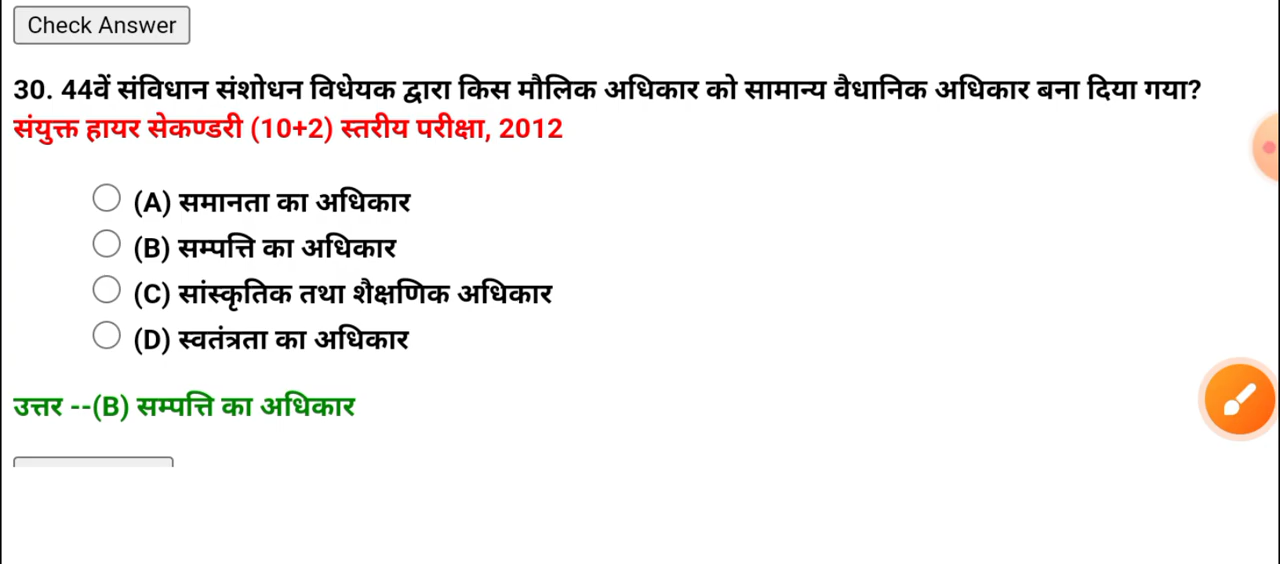 Check Answer
30. 44वें संविधान संशोधन विधेयक द्वारा किस मौलिक अधिकार को सामान्य वैधानिक अधिकार बना दिया गया?
संयुक्त हायर सेकण्डरी (10+2) स्तरीय परीक्षा, 2012
(A) समानता का अधिकार
(B) सम्पत्ति का अधिकार
(C) सांस्कृतिक तथा शैक्षणिक अधिकार
(D) स्वतंत्रता का अधिकार
उत्तर --(B) सम्पत्ति का अधिकार